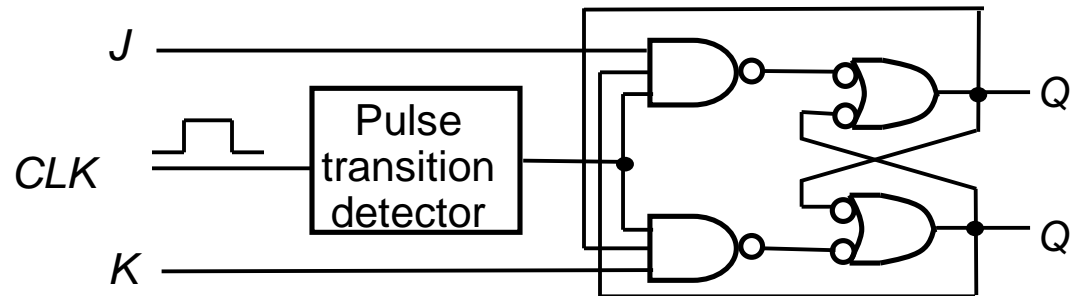 J
Pulse
transition
detector
CLK
K
Q
Q